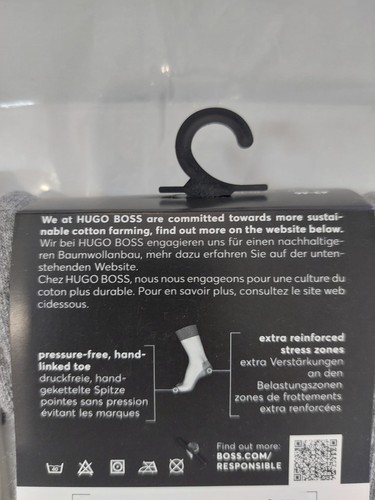 We at HUGO BOSS are committed towards more sustai-
nable cotton farming, find out more on the website below.
Wir bei HUGO BOSS engagieren uns für einen nachhaltige-
ren Baumwollanbau, mehr dazu erfahren Sie auf der unten-
stehenden Website.
Chez HUGO BOSS, nous nous engageons pour une culture du
coton plus durable. Pour en savoir plus, consultez le site web
cidessous.
pressure-free, hand-
linked toe
druckfreie, hand-
gekettelte Spitze
pointes sans pression
évitant les marques
extra reinforced
stress zones
extra Verstärkungen
an den
Belastungszonen
zones de frottements
extra renforcées
Find out more:
BOSS.COM/
RESPONSIBLE